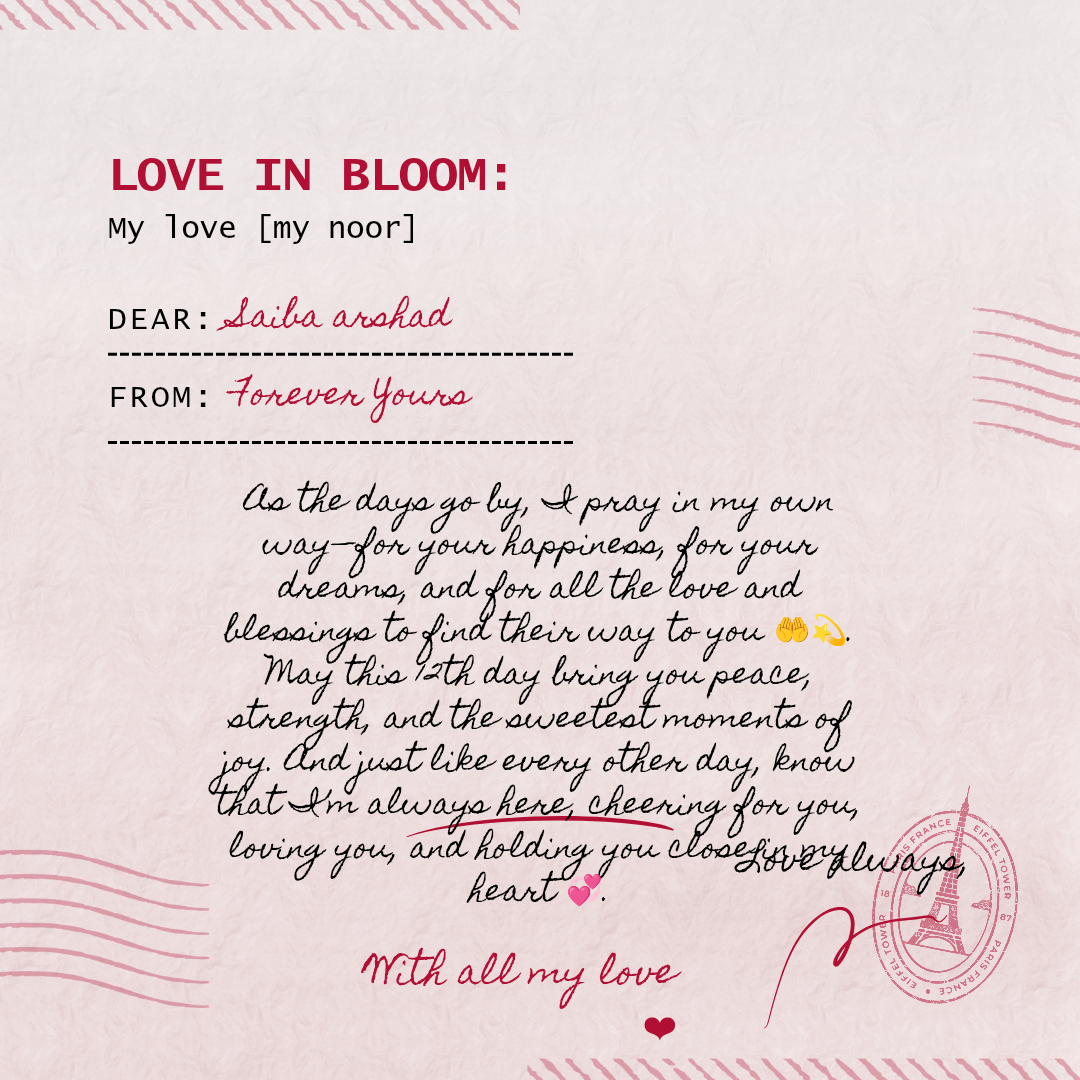 LOVE IN BLOOM:
My love [my noor]
DEAR: Saiba arshad
FROM: Forever Yours
As the days go by, I pray in my own
way—for your happiness, for your
dreams, and for all the love and
blessings to find their way to you 🤲💫.
May this 12th day bring you peace,
strength, and the sweetest moments of
joy. And just like every other day, know
that I'm always here, cheering for you,
loving you, and holding you close in my
heart 💞.
Love always,
With all my love
❤
PARIS FRANCE
EIFFEL TOWER
18
87
EIFFEL TOWER
PARIS FRANCE